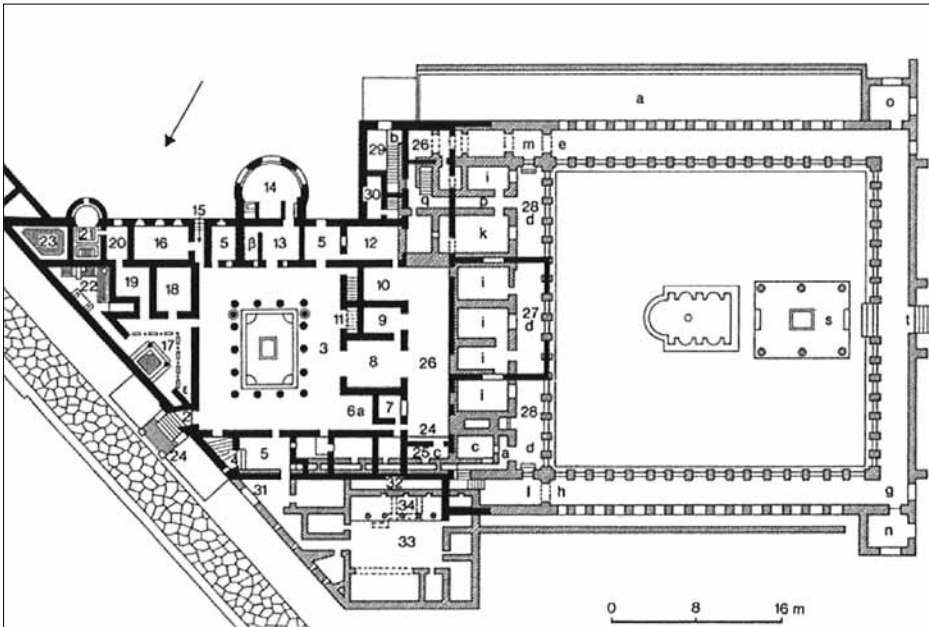 a
o
b
29
26
m
e
30
14
q
i
p
28
d
15
k
23
21
20
16
5
β
13
5
12
22
19
18
10
i
27
d
11
9
i
s
t
3
17
8
26
i
i
28
d
6a
7
24
2
24
4
5
25
c
c
a
31
32
f
h
g
34
33
n
0 8 16 m